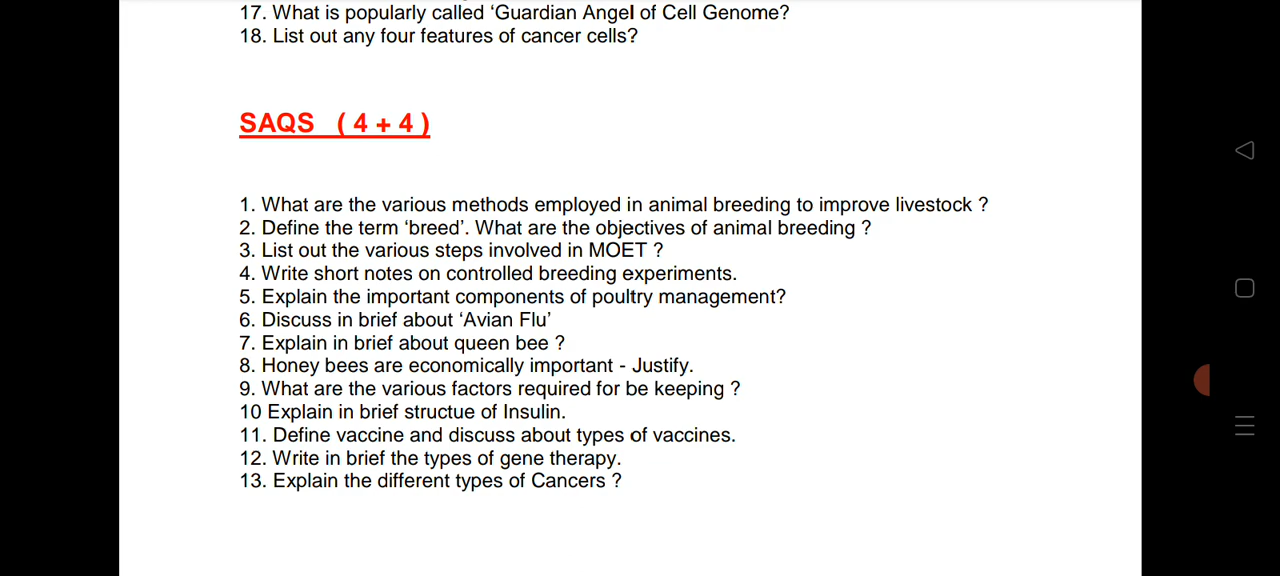 17. What is popularly called ‘Guardian Angel of Cell Genome?
18. List out any four features of cancer cells?
SAQS ( 4 + 4 )
1. What are the various methods employed in animal breeding to improve livestock ?
2. Define the term ‘breed’. What are the objectives of animal breeding ?
3. List out the various steps involved in MOET ?
4. Write short notes on controlled breeding experiments.
5. Explain the important components of poultry management?
6. Discuss in brief about ‘Avian Flu’
7. Explain in brief about queen bee ?
8. Honey bees are economically important - Justify.
9. What are the various factors required for be keeping ?
10 Explain in brief structue of Insulin.
11. Define vaccine and discuss about types of vaccines.
12. Write in brief the types of gene therapy.
13. Explain the different types of Cancers ?